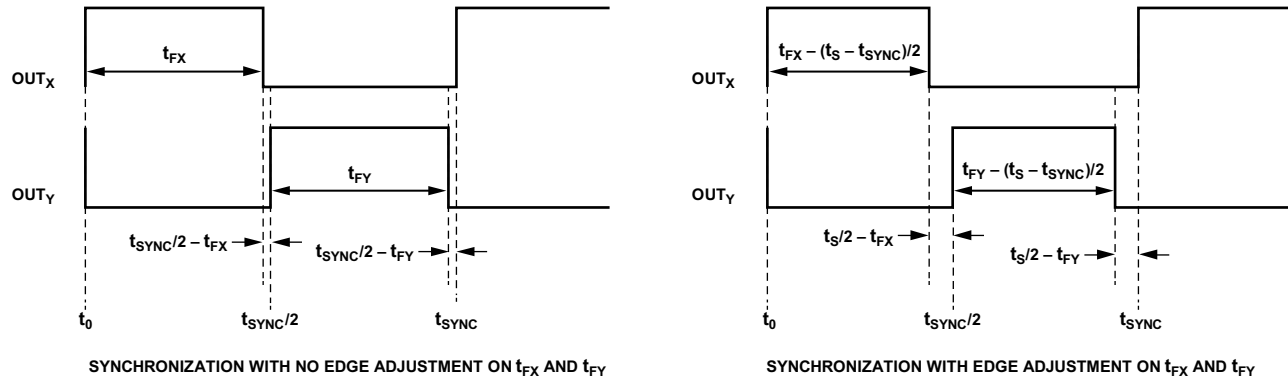 OUTX
tFX
OUTY
tFY
tSYNC/2 – tFX
tSYNC/2 – tFY
t0
tSYNC/2
tSYNC
SYNCHRONIZATION WITH NO EDGE ADJUSTMENT ON tFX AND tFY
OUTX
tFX – (tS – tSYNC)/2
OUTY
tFY – (tS – tSYNC)/2
tS/2 – tFX
tS/2 – tFY
t0
tSYNC/2
tSYNC
SYNCHRONIZATION WITH EDGE ADJUSTMENT ON tFX AND tFY